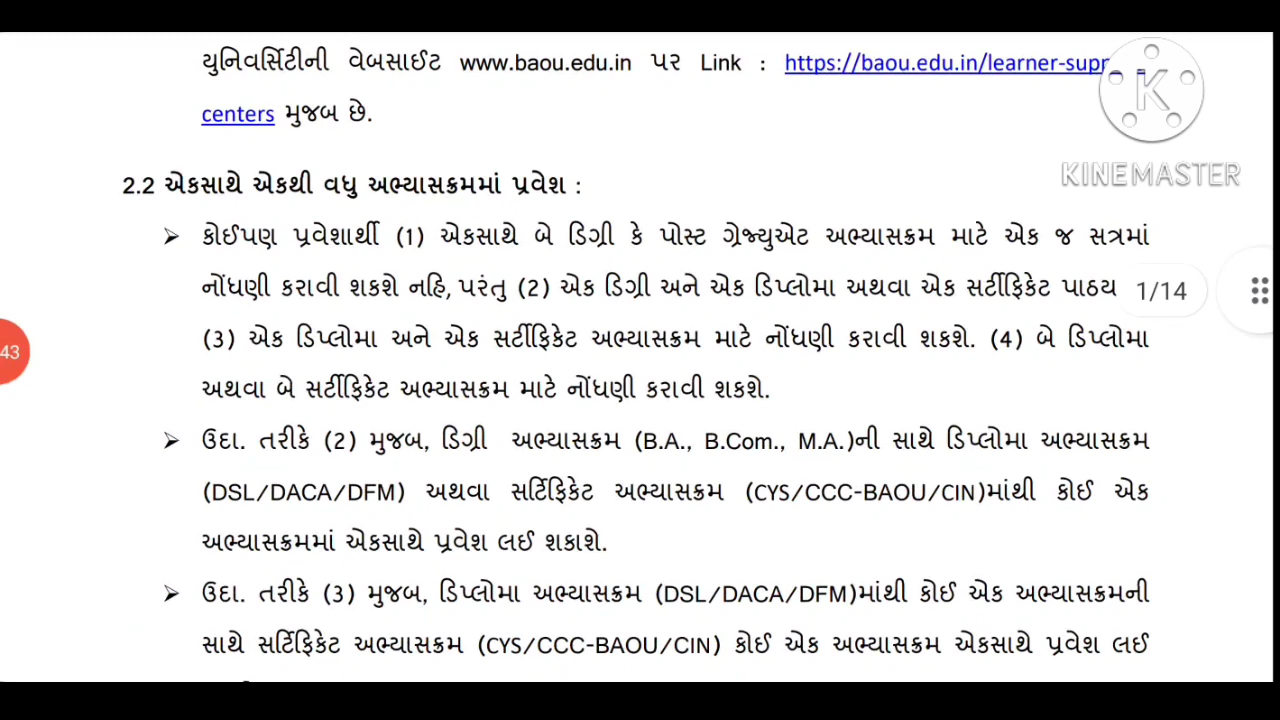 યુનિવર્સિટીની વેબસાઈટ www.baou.edu.in પર Link : https://baou.edu.in/learner-supp
centers મુજબ છે.
K
KINEMASTER
2.2 એકસાથે એકથી વધુ અભ્યાસક્રમમાં પ્રવેશ :
➢ કોઈપણ પ્રવેશાર્થી (1) એકસાથે બે ડિગ્રી કે પોસ્ટ ગ્રેજ્યુએટ અભ્યાસક્રમ માટે એક જ સત્રમાં
નોંધણી કરાવી શકશે નહિ, પરંતુ (2) એક ડિગ્રી અને એક ડિપ્લોમા અથવા એક સર્ટીફિકેટ પાઠય
1/14
(3) એક ડિપ્લોમા અને એક સર્ટીફિકેટ અભ્યાસક્રમ માટે નોંધણી કરાવી શકશે. (4) બે ડિપ્લોમા
43
અથવા બે સર્ટીફિકેટ અભ્યાસક્રમ માટે નોંધણી કરાવી શકશે.
➢ ઉદા. તરીકે (2) મુજબ, ડિગ્રી અભ્યાસક્રમ (B.A., B.Com., M.A.)ની સાથે ડિપ્લોમા અભ્યાસક્રમ
(DSL/DACA/DFM) અથવા સર્ટિફિકેટ અભ્યાસક્રમ (CYS/CCC-BAOU/CIN)માંથી કોઈ એક
અભ્યાસક્રમમાં એકસાથે પ્રવેશ લઈ શકાશે.
➢ ઉદા. તરીકે (3) મુજબ, ડિપ્લોમા અભ્યાસક્રમ (DSL/DACA/DFM)માંથી કોઈ એક અભ્યાસક્રમની
સાથે સર્ટિફિકેટ અભ્યાસક્રમ (CYS/CCC-BAOU/CIN) કોઈ એક અભ્યાસક્રમ એકસાથે પ્રવેશ લઈ